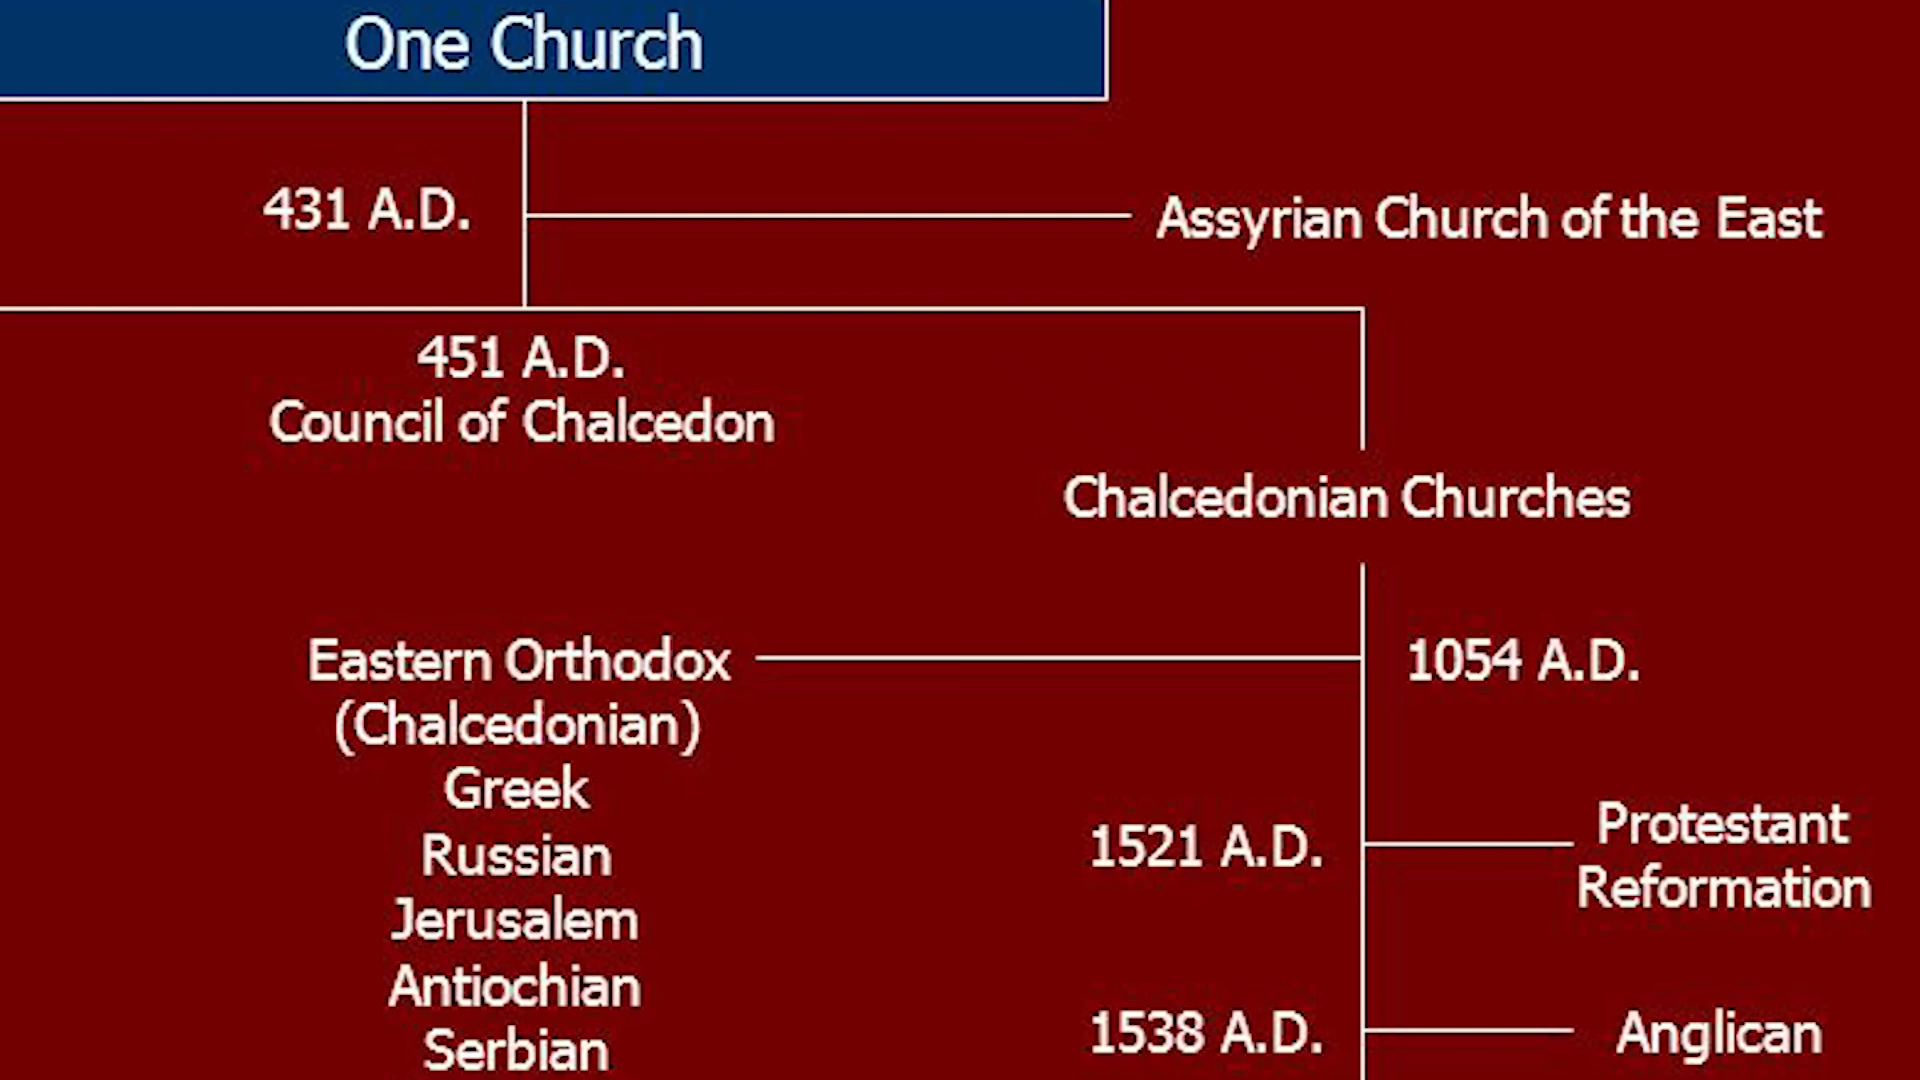 One Church
431 A.D.
Assyrian Church of the East
451 A.D.
Council of Chalcedon
Chalcedonian Churches
Eastern Orthodox
(Chalcedonian)
Greek
Russian
Jerusalem
Antiochian
Serbian
1054 A.D.
1521 A.D.
Protestant
Reformation
1538 A.D.
Anglican